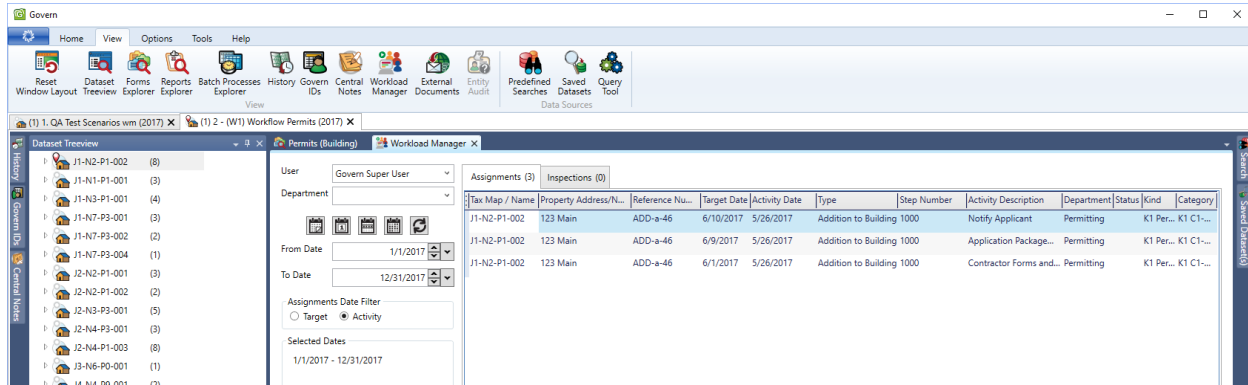 Govern
Home View Options Tools Help
Reset Window Layout
Dataset Treeview
Forms Explorer
Reports Explorer
Batch Processes Explorer
History
Govern IDs
Central Notes
Workload Manager
External Documents
Entity Audit
Predefined Searches
Saved Datasets
Query Tool
View
Data Sources
(1) 1. QA Test Scenarios wm (2017) X
(1) 2 - (W1) Workflow Permits (2017) X
History
Govern IDs
Central Notes
Dataset Treeview
J1-N2-P1-002 (8)
J1-N1-P1-001 (3)
J1-N3-P1-001 (4)
J1-N7-P3-001 (3)
J1-N7-P3-002 (2)
J1-N7-P3-004 (1)
J2-N2-P1-001 (3)
J2-N2-P1-002 (2)
J2-N3-P3-001 (5)
J2-N4-P3-001 (2)
J2-N4-P1-003 (8)
J3-N6-P0-001 (1)
J4-N4-P9-001 (2)
Permits (Building)
Workload Manager X
User Govern Super User
Department
From Date 1/1/2017
To Date 12/31/2017
Assignments Date Filter
Target Activity
Selected Dates
1/1/2017 - 12/31/2017
Assignments (3) Inspections (0)
Tax Map / Name Property Address/N... Reference Nu... Target Date Activity Date Type Step Number Activity Description Department Status Kind Category
J1-N2-P1-002 123 Main ADD-a-46 6/10/2017 5/26/2017 Addition to Building 1000 Notify Applicant Permitting K1 Per... K1 C1-...
J1-N2-P1-002 123 Main ADD-a-46 6/9/2017 5/26/2017 Addition to Building 1000 Application Package... Permitting K1 Per... K1 C1-...
J1-N2-P1-002 123 Main ADD-a-46 6/1/2017 5/26/2017 Addition to Building 1000 Contractor Forms and... Permitting K1 Per... K1 C1-...
Search
Saved Dataset(s)